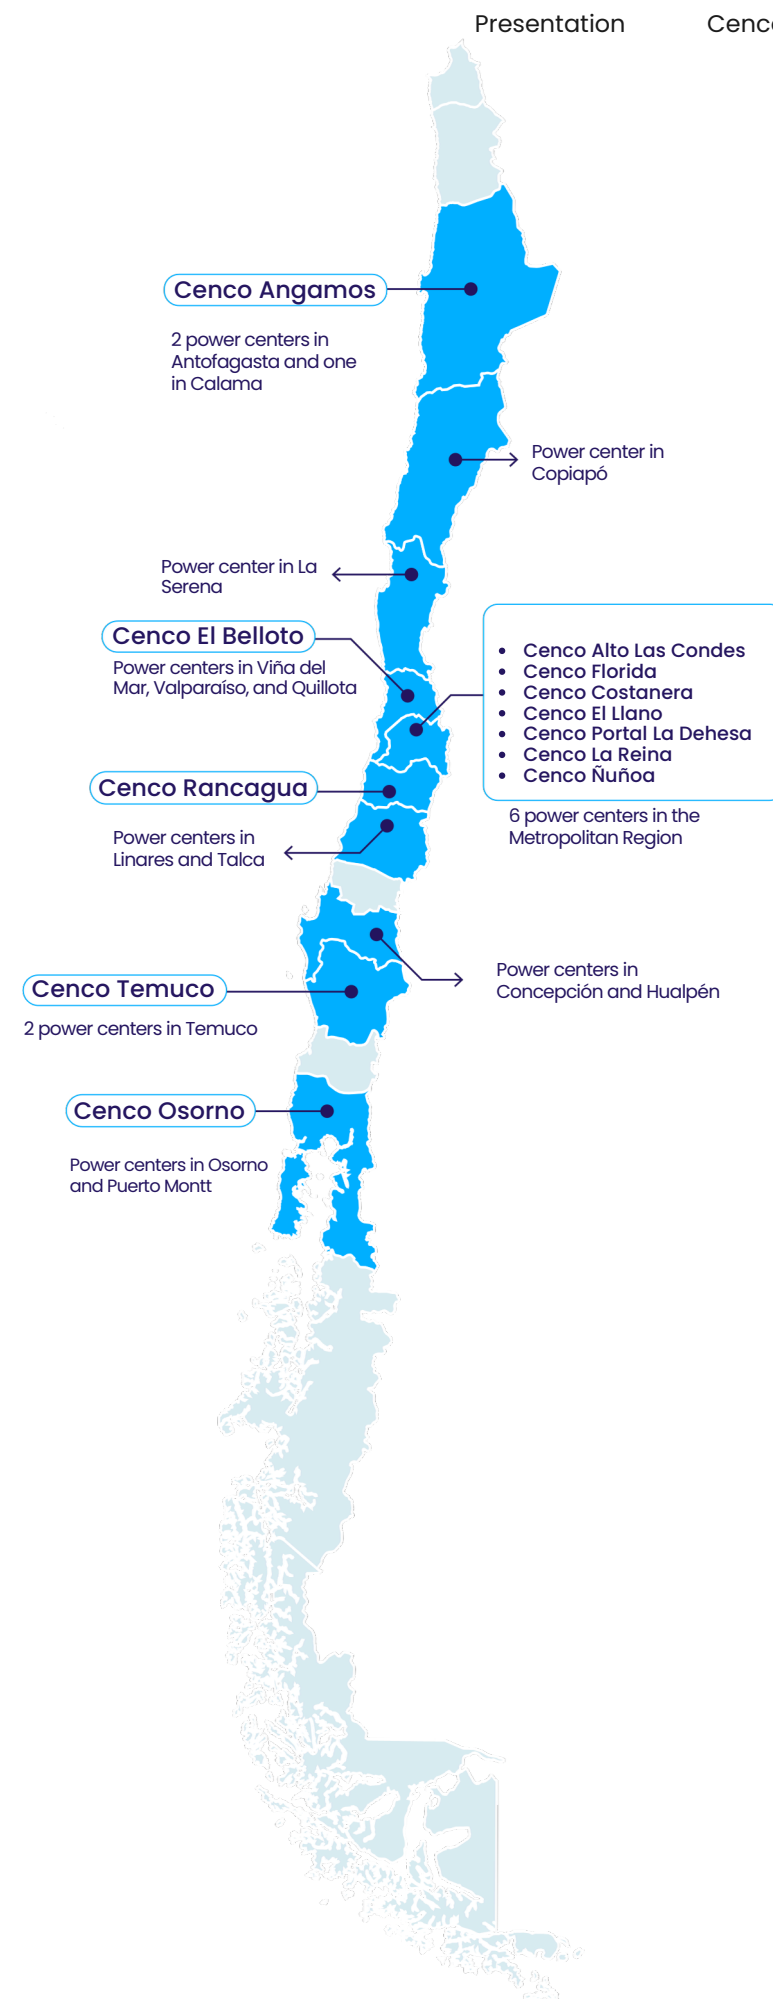 Presentation
Cenco Angamos
2 power centers in
Antofagasta and one
in Calama
Power center in
Copiapó
Power center in La
Serena
Cenco El Belloto
Power centers in Viña del
Mar, Valparaíso, and Quillota
• Cenco Alto Las Condes
• Cenco Florida
• Cenco Costanera
• Cenco El Llano
• Cenco Portal La Dehesa
• Cenco La Reina
• Cenco Ñuñoa
6 power centers in the
Metropolitan Region
Cenco Rancagua
Power centers in
Linares and Talca
Power centers in
Concepción and Hualpén
Cenco Temuco
2 power centers in Temuco
Cenco Osorno
Power centers in Osorno
and Puerto Montt